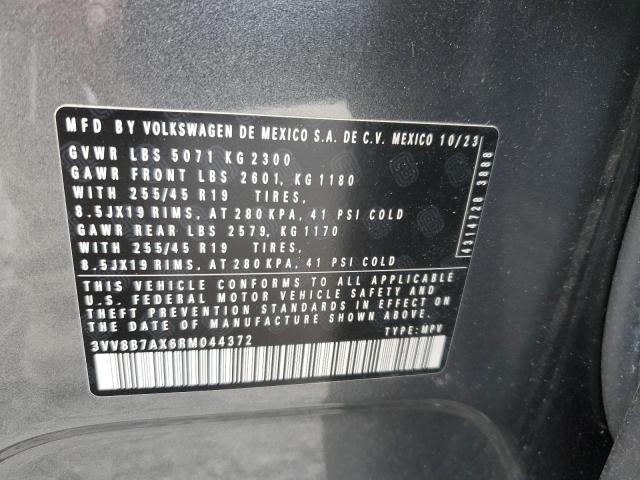 MFD BY VOLKSWAGEN DE MEXICO S.A. DE C.V. MEXICO 10/23
GVWR LBS 5071 KG 2300
GAWR FRONT LBS 2601, KG 1180
WITH 255/45 R19 TIRES,
8.5JX19 RIMS, AT 280 KPA, 41 PSI COLD
GAWR REAR LBS 2579, KG 1170
WITH 255/45 R19 TIRES,
8.5JX19 RIMS, AT 280 KPA, 41 PSI COLD
THIS VEHICLE CONFORMS TO ALL APPLICABLE
U.S. FEDERAL MOTOR VEHICLE SAFETY AND
THEFT PREVENTION STANDARDS IN EFFECT ON
THE DATE OF MANUFACTURE SHOWN ABOVE.
3VV8B7AX6RM044372 TYPE: MPV
4314720 3888